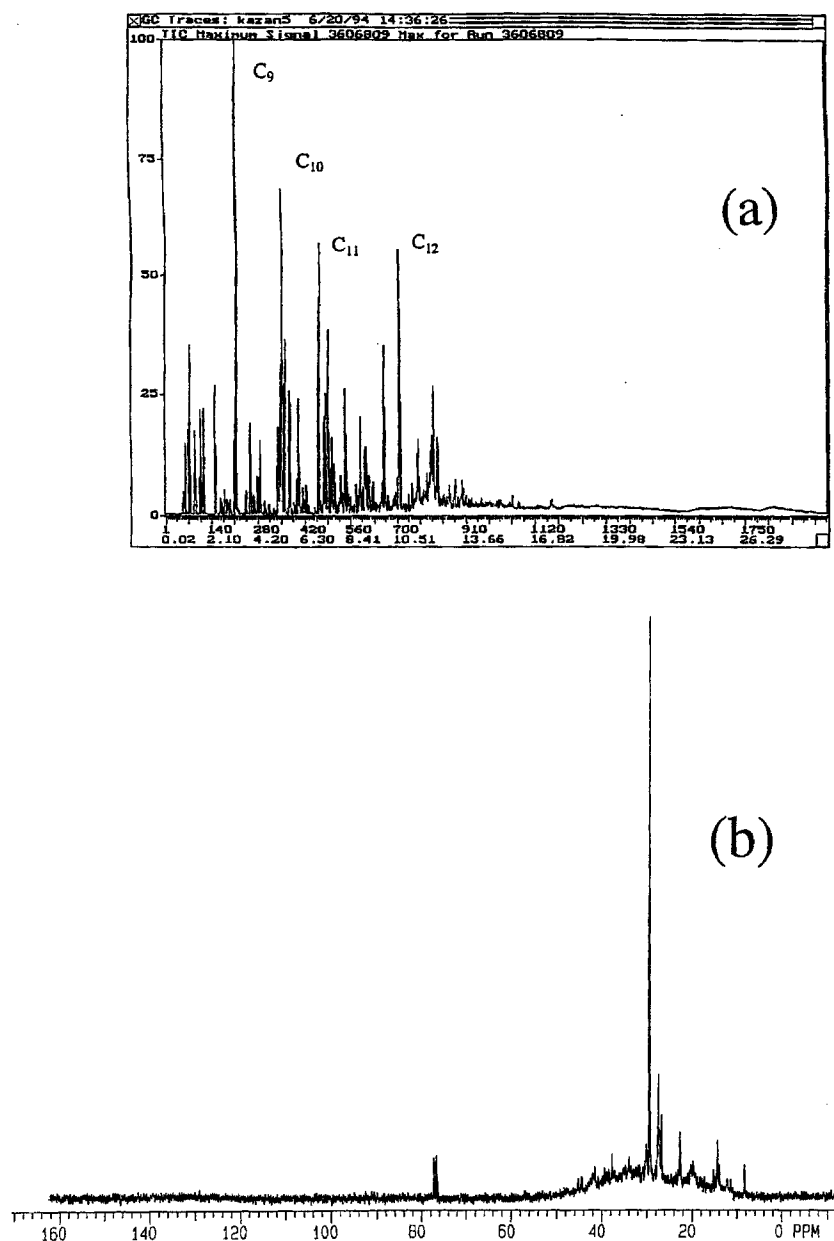 GC Traces: kazan5 6/20/94 14:36:26
TIC Maximum Signal 3606809 Max for Run 3606809
100
C9
75
C10
(a)
C11
C12
50
25
0
1 140 280 420 560 700 910 1120 1330 1540 1750
0.02 2.10 4.20 6.30 8.41 10.51 13.66 16.82 19.98 23.13 26.29
(b)
160 140 120 100 80 60 40 20 0 PPM